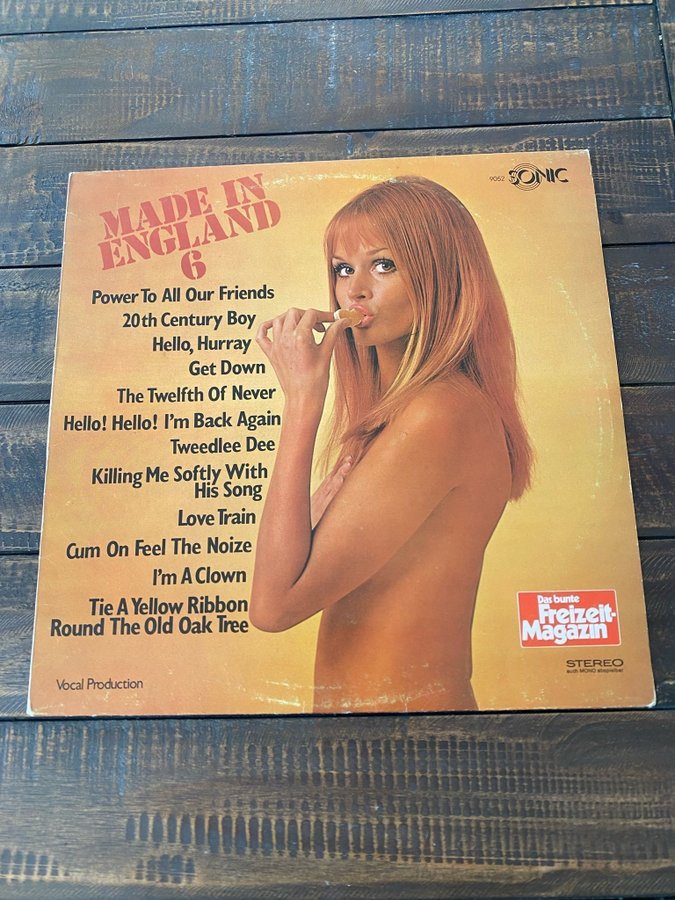 9052 SONIC
MADE IN
ENGLAND
6
Power To All Our Friends
20th Century Boy
Hello, Hurray
Get Down
The Twelfth Of Never
Hello! Hello! I'm Back Again
Tweedlee Dee
Killing Me Softly With
His Song
Love Train
Cum On Feel The Noize
I'm A Clown
Tie A Yellow Ribbon
Round The Old Oak Tree
Vocal Production
Das bunte
Freizeit-
Magazin
STEREO
auch MONO abspielbar